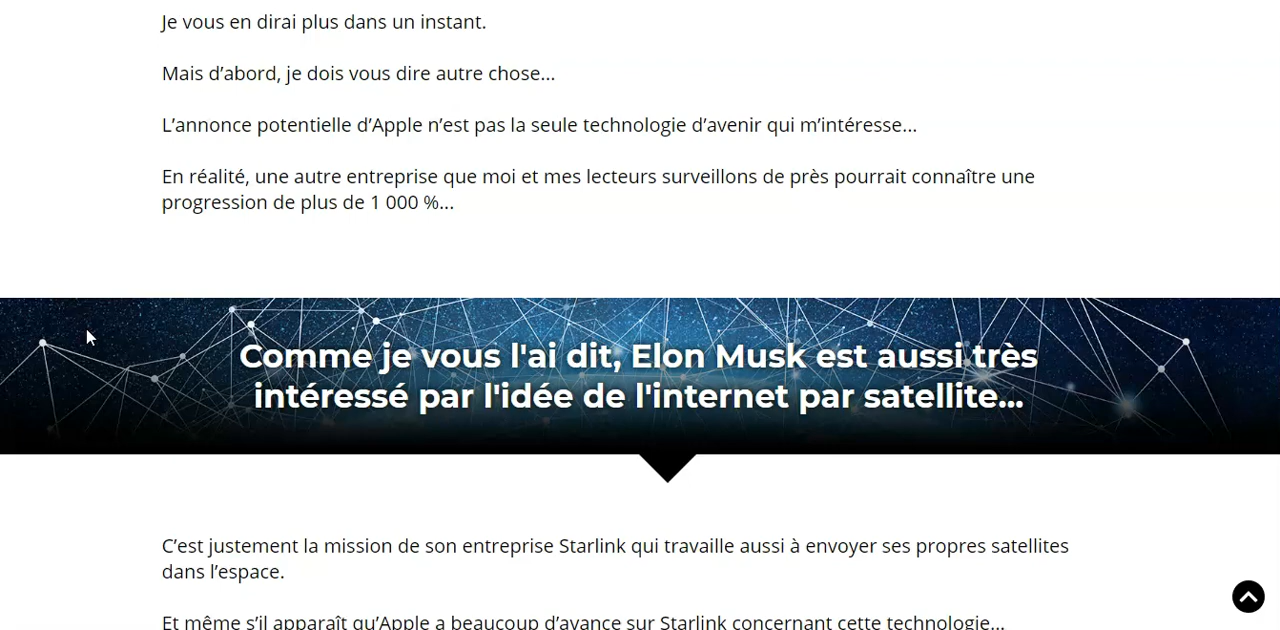 Je vous en dirai plus dans un instant.
Mais d’abord, je dois vous dire autre chose...
L’annonce potentielle d’Apple n’est pas la seule technologie d’avenir qui m’intéresse...
En réalité, une autre entreprise que moi et mes lecteurs surveillons de près pourrait connaître une
progression de plus de 1 000 %...
Comme je vous l'ai dit, Elon Musk est aussi très
intéressé par l'idée de l'internet par satellite...
C’est justement la mission de son entreprise Starlink qui travaille aussi à envoyer ses propres satellites
dans l’espace.
Et même s’il apparaît qu’Apple a beaucoup d’avance sur Starlink concernant cette technologie...